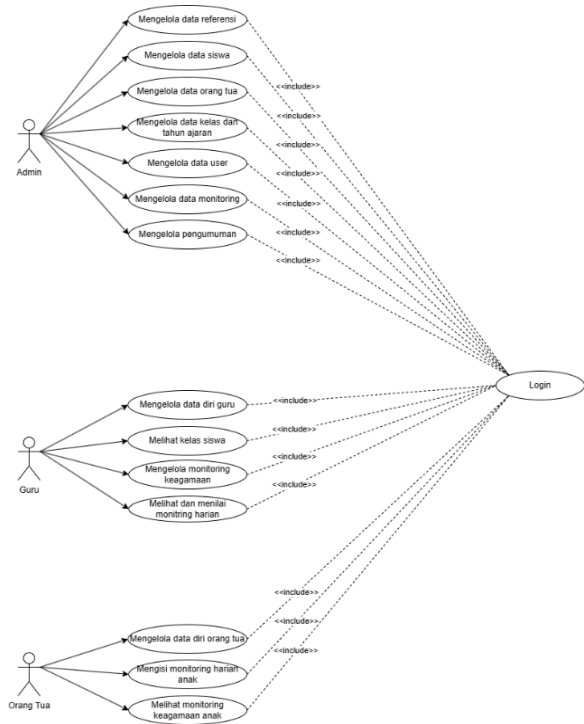 Mengelola data referensi
Mengelola data siswa
Mengelola data orang tua
<<include>>
Mengelola data kelas dan
tahun ajaran
<<include>>
Admin
<<include>>
Mengelola data user
<<include>>
Mengelola data monitoring
<<include>>
Mengelola pengumuman
<<include>>
<<include>>
Login
Mengelola data diri guru
<<include>>
Melihat kelas siswa
<<include>>
Mengelola monitoring
keagamaan
<<include>>
Guru
Melihat dan menilai
monitring harian
<<include>>
<<include>>
<<include>>
Mengelola data diri orang tua
<<include>>
Mengisi monitoring harian
anak
Orang Tua
Melihat monitoring
keagamaan anak